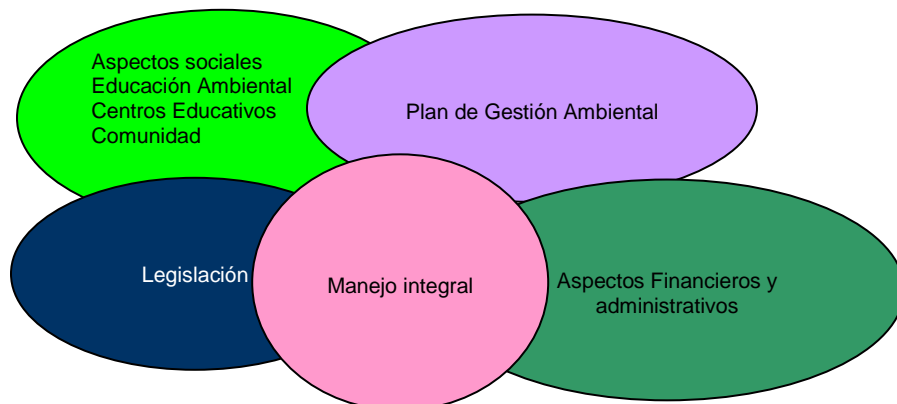 Aspectos sociales
Educación Ambiental
Centros Educativos
Comunidad
Plan de Gestión Ambiental
Legislación
Manejo integral
Aspectos Financieros y
administrativos